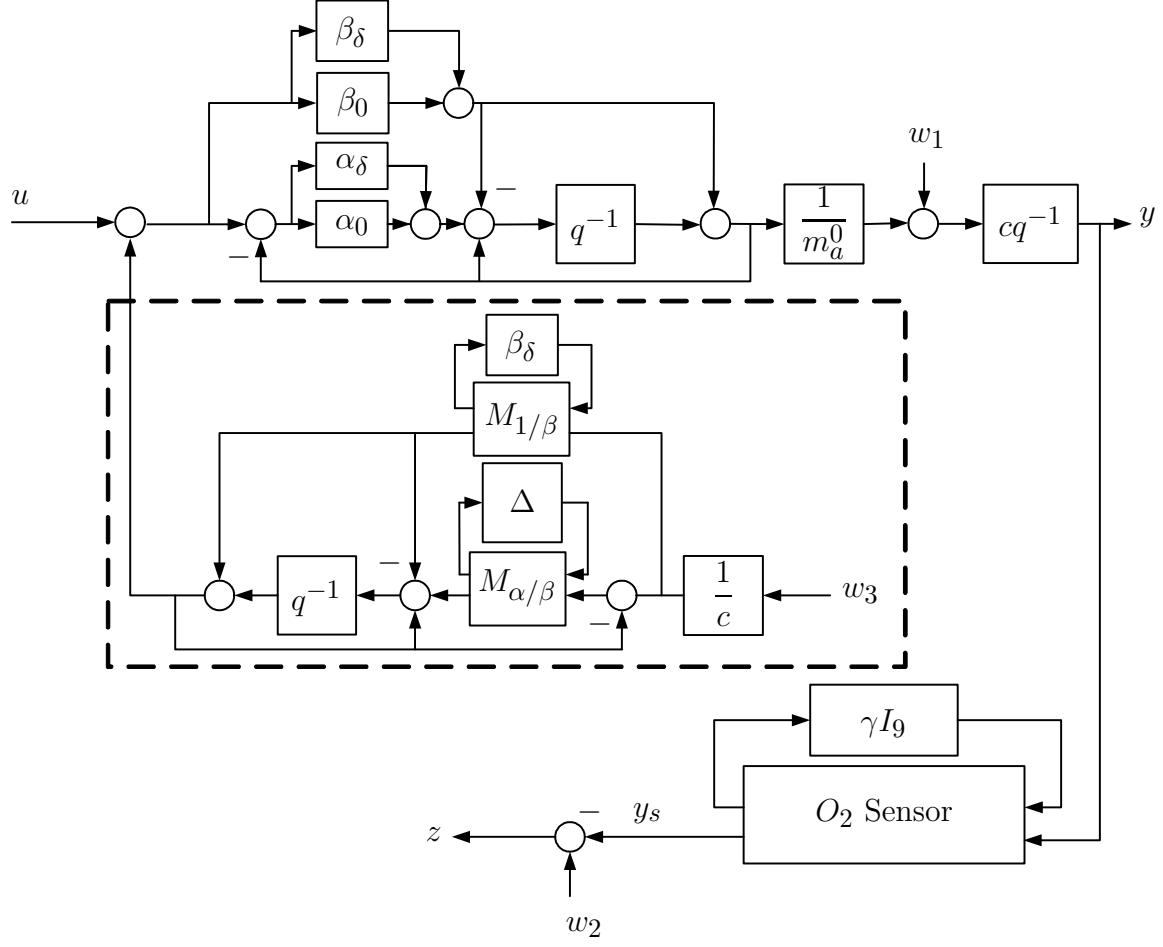 β_δ
β_0
w_1
α_δ
u
−
α_0
q^{-1}
1/m_a^0
cq^{-1}
y
−
β_δ
M_{1/β}
Δ
−
q^{-1}
M_{α/β}
−
1/c
w_3
γI_9
O_2 Sensor
−
y_s
z
w_2